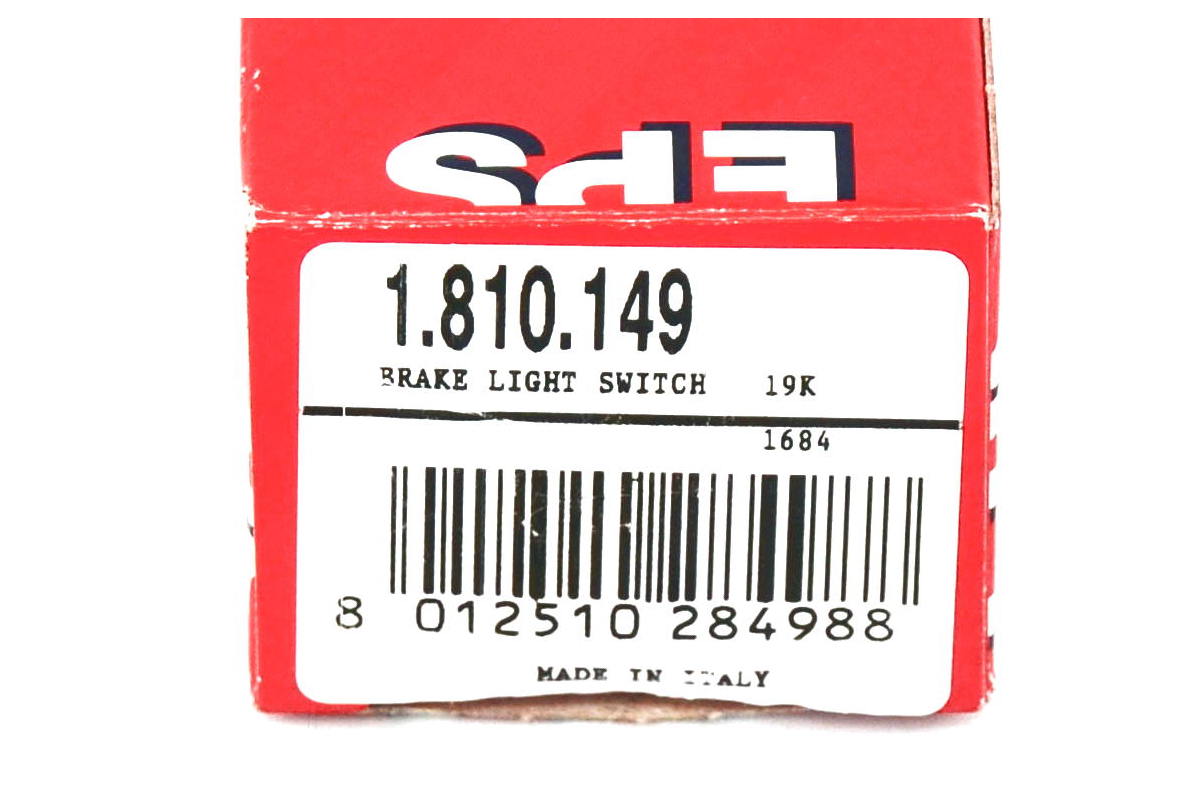 EPS
1.810.149
BRAKE LIGHT SWITCH 19K
1684
8 012510 284988
MADE IN ITALY